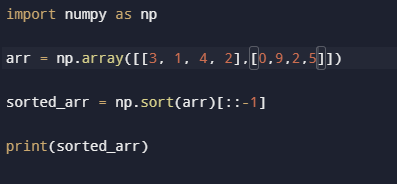 import numpy as np
arr = np.array([[3, 1, 4, 2],[0,9,2,5]])
sorted_arr = np.sort(arr)[::-1]
print(sorted_arr)